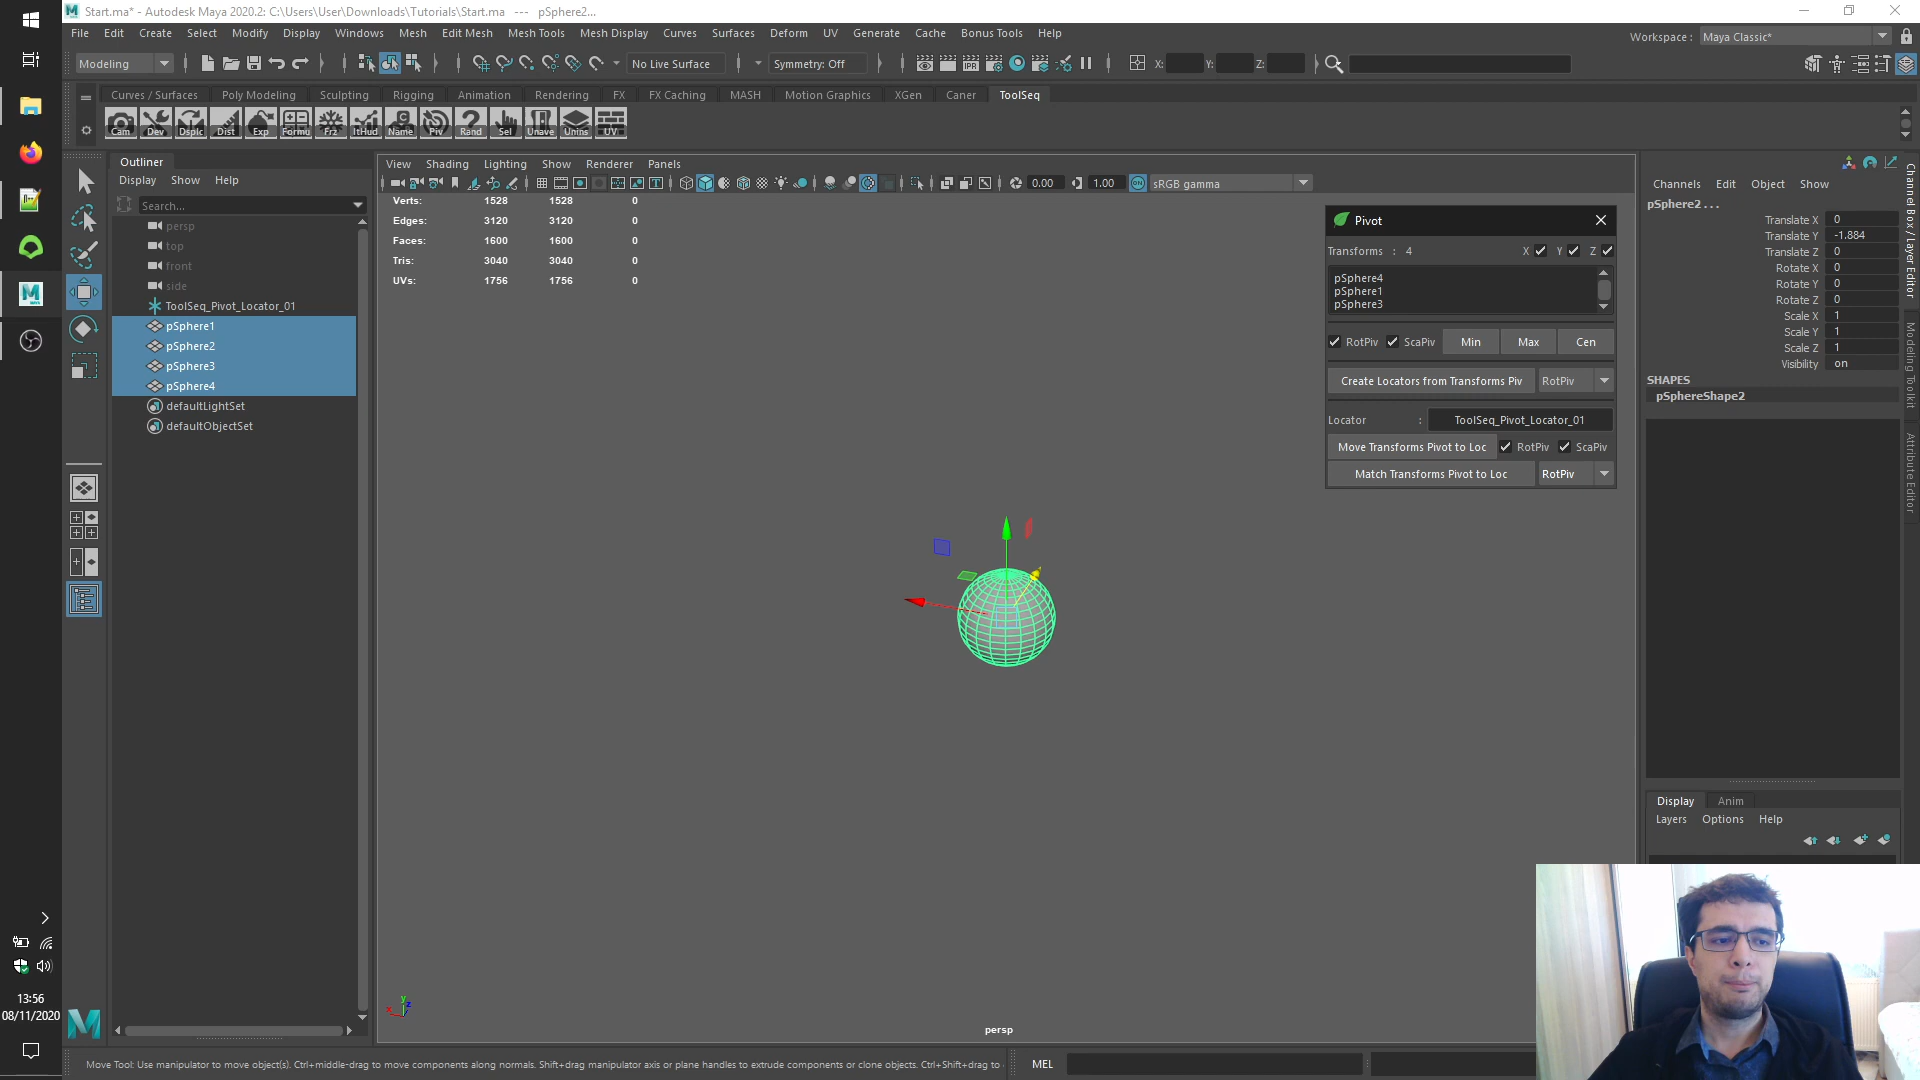 Start.ma* - Autodesk Maya 2020.2: C:\Users\User\Downloads\Tutorials\Start.ma   ---   pSphere2...
File Edit Create Select Modify Display Windows Mesh Edit Mesh Mesh Tools Mesh Display Curves Surfaces Deform UV Generate Cache Bonus Tools Help
Workspace : Maya Classic*
Modeling
No Live Surface
Symmetry: Off
IPR
X:
Y:
Z:
Curves / Surfaces Poly Modeling Sculpting Rigging Animation Rendering FX FX Caching MASH Motion Graphics XGen Caner ToolSeq
Cam Dev Dsplc Dist Exp Formu Frz ltHud Name Piv Rand Sel Unave Unins UV
Outliner
Display Show Help
Search...
persp
top
front
side
ToolSeq_Pivot_Locator_01
pSphere1
pSphere2
pSphere3
pSphere4
defaultLightSet
defaultObjectSet
View Shading Lighting Show Renderer Panels
0.00
1.00
ON
sRGB gamma
Verts: 1528 1528 0
Edges: 3120 3120 0
Faces: 1600 1600 0
Tris: 3040 3040 0
UVs: 1756 1756 0
Pivot
Transforms : 4 X Y Z
pSphere4
pSphere1
pSphere3
RotPiv ScaPiv Min Max Cen
Create Locators from Transforms Piv RotPiv
Locator : ToolSeq_Pivot_Locator_01
Move Transforms Pivot to Loc RotPiv ScaPiv
Match Transforms Pivot to Loc RotPiv
y
z
x
persp
Channels Edit Object Show
pSphere2 . . .
Translate X 0
Translate Y -1.884
Translate Z 0
Rotate X 0
Rotate Y 0
Rotate Z 0
Scale X 1
Scale Y 1
Scale Z 1
Visibility on
SHAPES
pSphereShape2
Channel Box / Layer Editor
Modeling Toolkit
Attribute Editor
Display Anim
Layers Options Help
13:56
08/11/2020
Move Tool: Use manipulator to move object(s). Ctrl+middle-drag to move components along normals. Shift+drag manipulator axis or plane handles to extrude components or clone objects. Ctrl+Shift+drag to
MEL